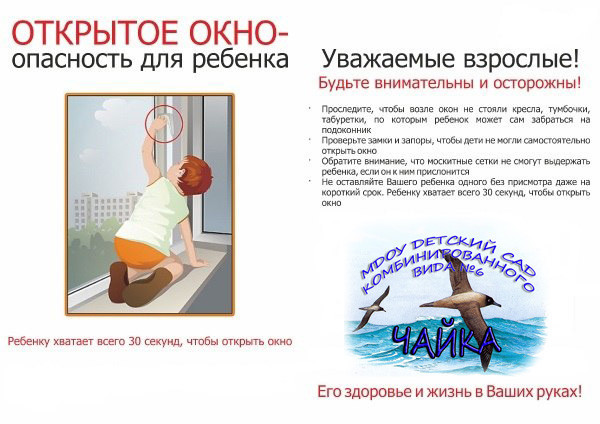 ОТКРЫТОЕ ОКНО-
опасность для ребенка
Ребенку хватает всего 30 секунд, чтобы открыть окно
Уважаемые взрослые!
Будьте внимательны и осторожны!
· Проследите, чтобы возле окон не стояли кресла, тумбочки,
табуретки, по которым ребенок может сам забраться на
подоконник
· Проверьте замки и запоры, чтобы дети не могли самостоятельно
открыть окно
· Обратите внимание, что москитные сетки не смогут выдержать
ребенка, если он к ним прислонится
· Не оставляйте Вашего ребенка одного без присмотра даже на
короткий срок. Ребенку хватает всего 30 секунд, чтобы открыть
окно
МДОУ ДЕТСКИЙ САД
КОМБИНИРОВАННОГО
ВИДА №6
ЧАЙКА
Его здоровье и жизнь в Ваших руках!